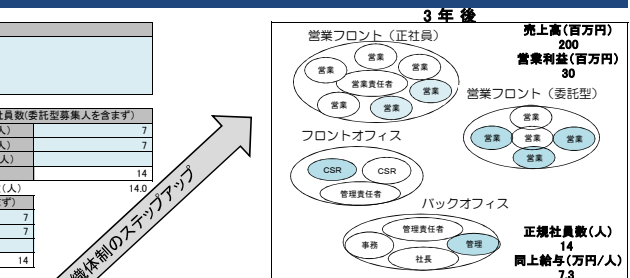 3年後
営業フロント（正社員）
営業
営業
営業
営業責任者
営業
営業
営業
売上高(百万円)
200
営業利益(百万円)
30
営業フロント（委託型）
営業
営業
営業
営業
営業
フロントオフィス
CSR
CSR
管理責任者
バックオフィス
管理責任者
事務
管理
社長
正規社員数(人)
14
同上給与(万円/人)
7.3
社員数(委託型募集人を含まず)
人)
7
人)
7
人)
14
(人)
14.0
ず)
7
7
14
織体制のステップアップ